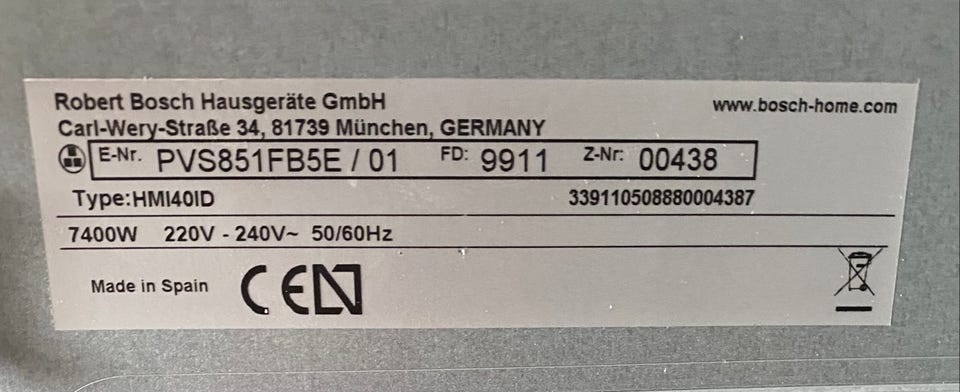 Robert Bosch Hausgeräte GmbH www.bosch-home.com
Carl-Wery-Straße 34, 81739 München, GERMANY
E-Nr. PVS851FB5E / 01 FD: 9911 Z-Nr: 00438
Type:HMI40ID 339110508880004387
7400W 220V - 240V~ 50/60Hz
Made in Spain CE